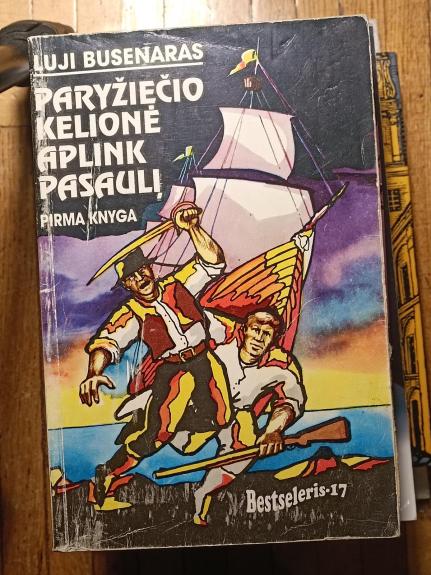 LUJI BUSENARAS
PARYŽIEČIO
KELIONĖ
APLINK
PASAULĮ
PIRMA KNYGA
Bestseleris-17